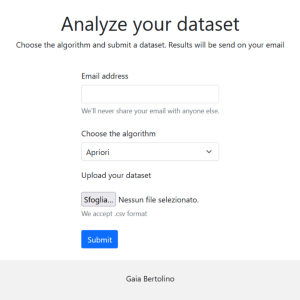 Analyze your dataset
Choose the algorithm and submit a dataset. Results will be send on your email
Email address
We'll never share your email with anyone else.
Choose the algorithm
Apriori
Upload your dataset
Sfoglia... Nessun file selezionato.
We accept .csv format
Submit
Gaia Bertolino